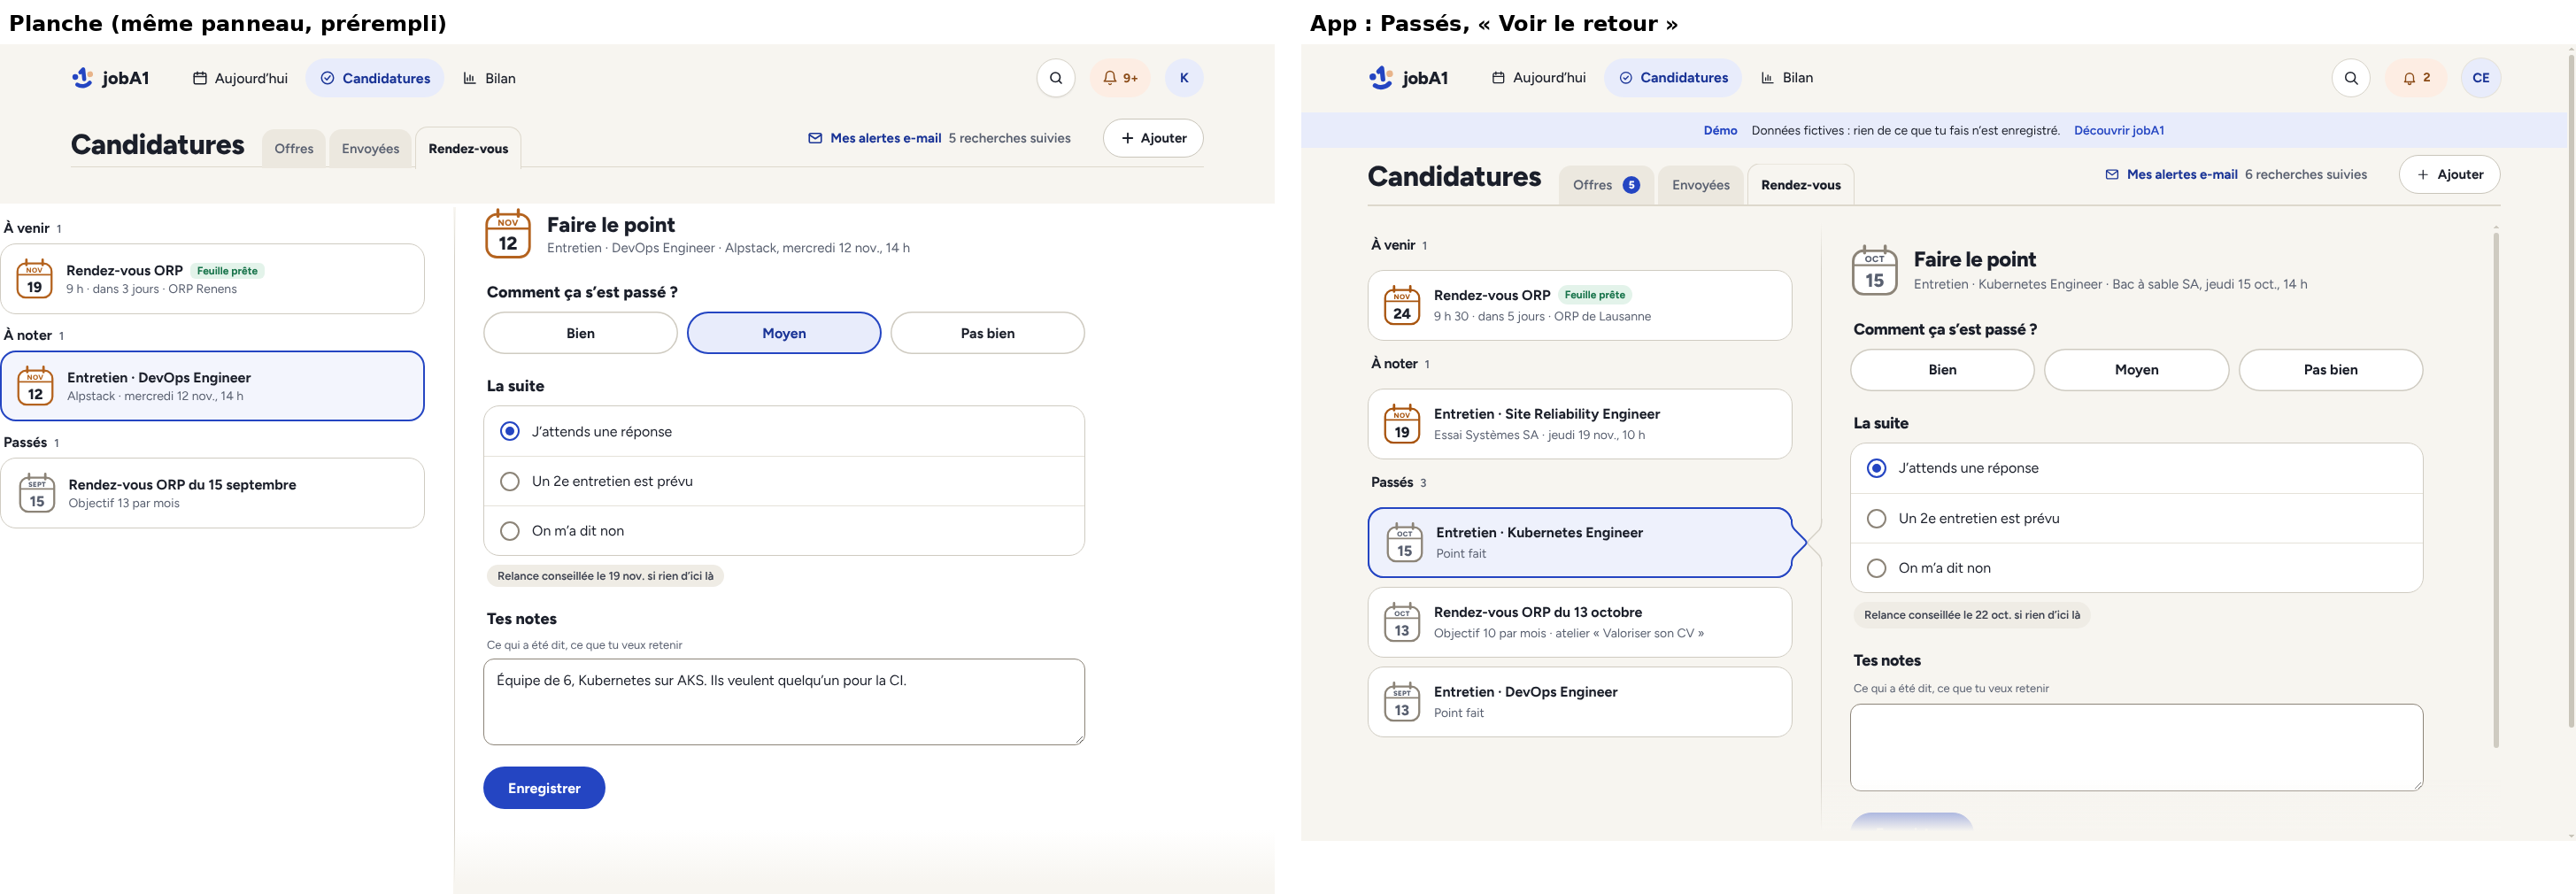 Planche (même panneau, prérempli)
jobA1
Aujourd'hui
Candidatures
Bilan
9+
K
Candidatures
Offres
Envoyées
Rendez-vous
Mes alertes e-mail 5 recherches suivies
+ Ajouter
À venir 1
NOV
19
Rendez-vous ORP Feuille prête
9 h · dans 3 jours · ORP Renens
À noter 1
NOV
12
Entretien · DevOps Engineer
Alpstack · mercredi 12 nov., 14 h
Passés 1
SEPT
15
Rendez-vous ORP du 15 septembre
Objectif 13 par mois
NOV
12
Faire le point
Entretien · DevOps Engineer · Alpstack, mercredi 12 nov., 14 h
Comment ça s'est passé ?
Bien
Moyen
Pas bien
La suite
J'attends une réponse
Un 2e entretien est prévu
On m'a dit non
Relance conseillée le 19 nov. si rien d'ici là
Tes notes
Ce qui a été dit, ce que tu veux retenir
Équipe de 6, Kubernetes sur AKS. Ils veulent quelqu'un pour la CI.
Enregistrer
App : Passés, « Voir le retour »
jobA1
Aujourd'hui
Candidatures
Bilan
2
CE
Démo Données fictives : rien de ce que tu fais n'est enregistré. Découvrir jobA1
Candidatures
Offres 5
Envoyées
Rendez-vous
Mes alertes e-mail 6 recherches suivies
+ Ajouter
À venir 1
NOV
24
Rendez-vous ORP Feuille prête
9 h 30 · dans 5 jours · ORP de Lausanne
À noter 1
NOV
19
Entretien · Site Reliability Engineer
Essai Systèmes SA · jeudi 19 nov., 10 h
Passés 3
OCT
15
Entretien · Kubernetes Engineer
Point fait
OCT
13
Rendez-vous ORP du 13 octobre
Objectif 10 par mois · atelier « Valoriser son CV »
SEPT
13
Entretien · DevOps Engineer
Point fait
OCT
15
Faire le point
Entretien · Kubernetes Engineer · Bac à sable SA, jeudi 15 oct., 14 h
Comment ça s'est passé ?
Bien
Moyen
Pas bien
La suite
J'attends une réponse
Un 2e entretien est prévu
On m'a dit non
Relance conseillée le 22 oct. si rien d'ici là
Tes notes
Ce qui a été dit, ce que tu veux retenir